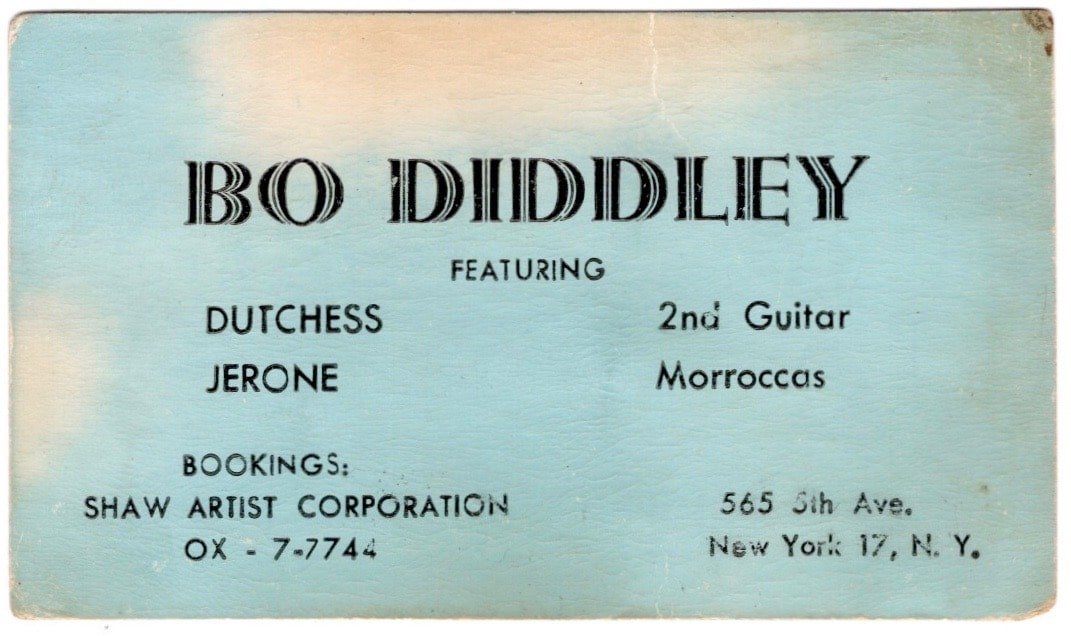 BO DIDDLEY
FEATURING
DUTCHESS 2nd Guitar
JERONE Morroccas
BOOKINGS:
SHAW ARTIST CORPORATION 565 5th Ave.
OX - 7-7744 New York 17, N. Y.